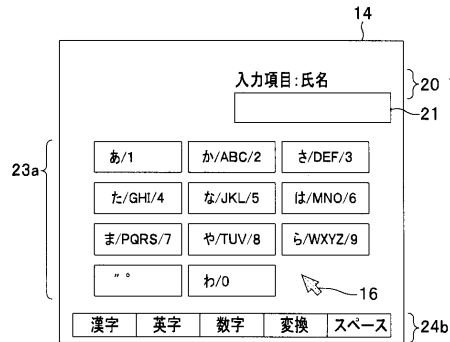 14
入力項目:氏名
20
21
23a
あ/1 か/ABC/2 さ/DEF/3
た/GHI/4 な/JKL/5 は/MNO/6
ま/PQRS/7 や/TUV/8 ら/WXYZ/9
゛゜ わ/0
16
漢字 英字 数字 変換 スペース
24b